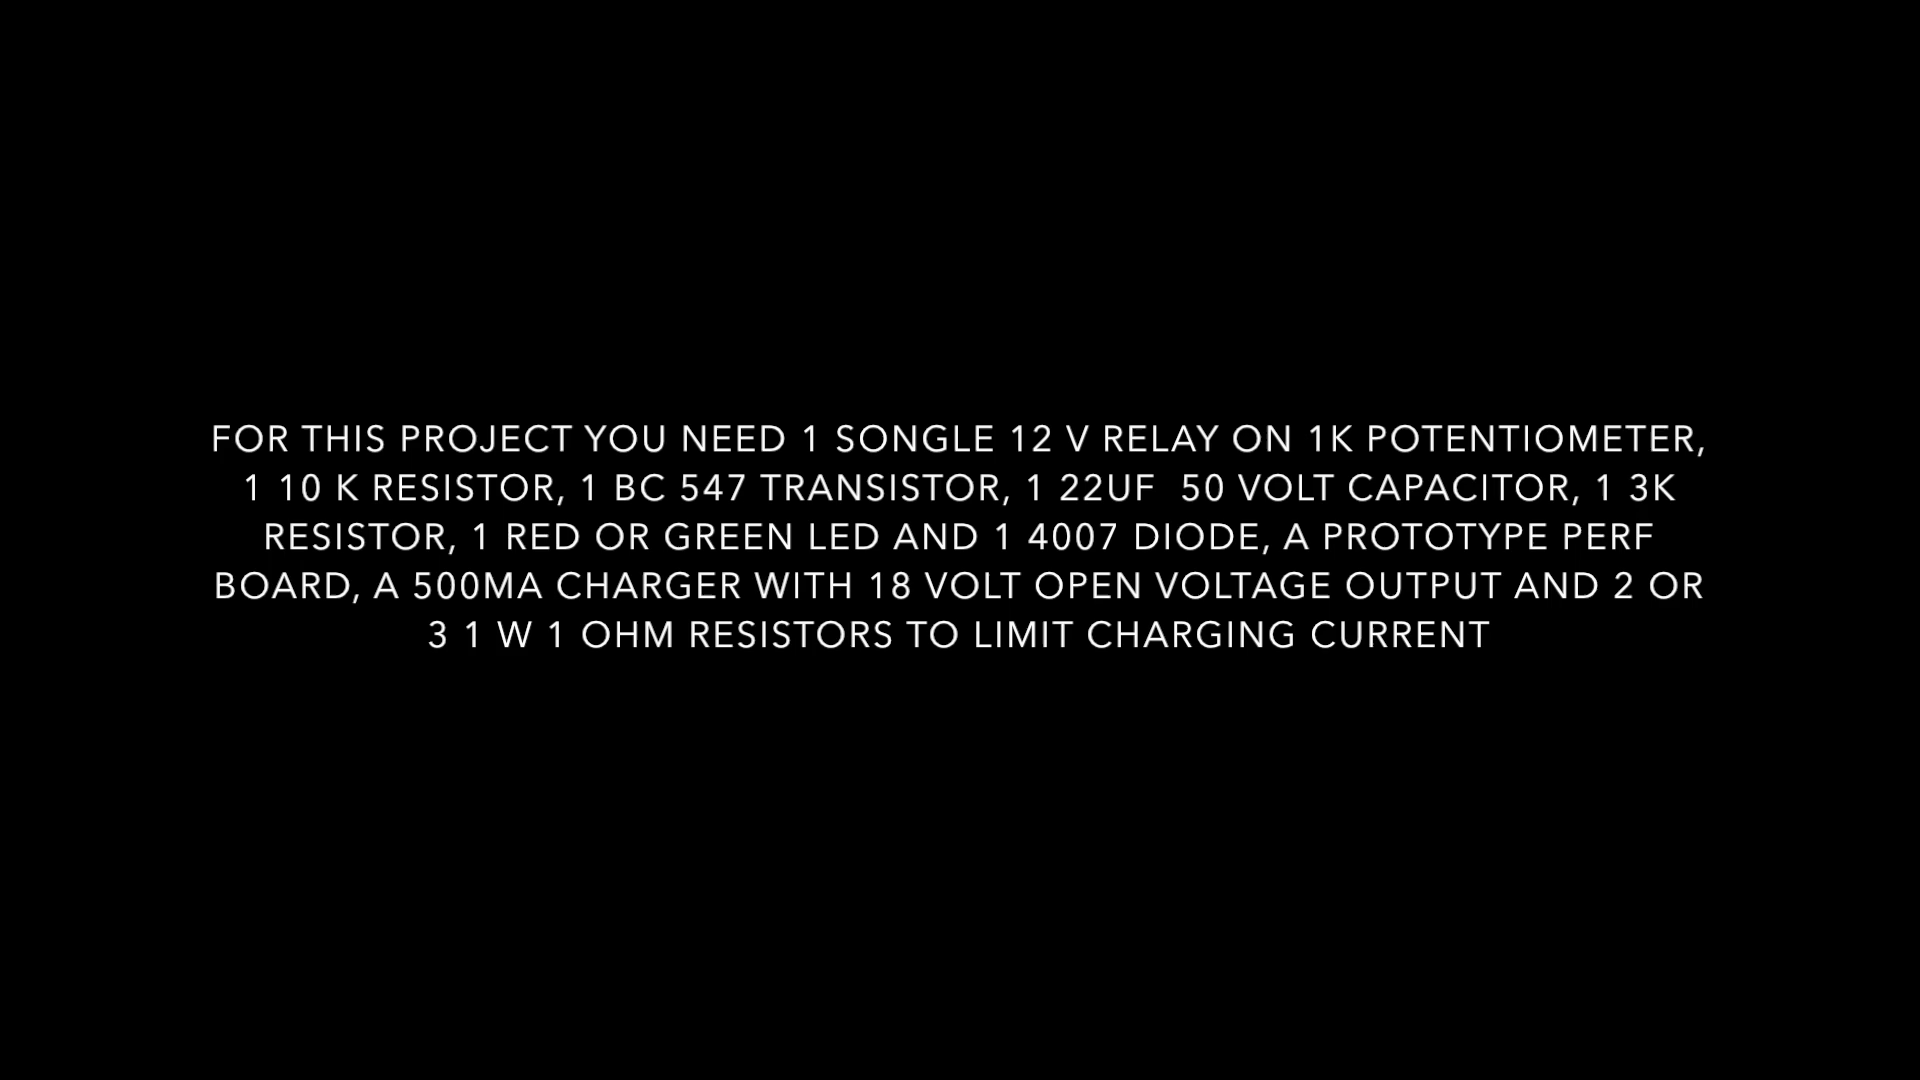 FOR THIS PROJECT YOU NEED 1 SONGLE 12 V RELAY ON 1K POTENTIOMETER,
1 10 K RESISTOR, 1 BC 547 TRANSISTOR, 1 22UF  50 VOLT CAPACITOR, 1 3K
RESISTOR, 1 RED OR GREEN LED AND 1 4007 DIODE, A PROTOTYPE PERF
BOARD, A 500MA CHARGER WITH 18 VOLT OPEN VOLTAGE OUTPUT AND 2 OR
3 1 W 1 OHM RESISTORS TO LIMIT CHARGING CURRENT